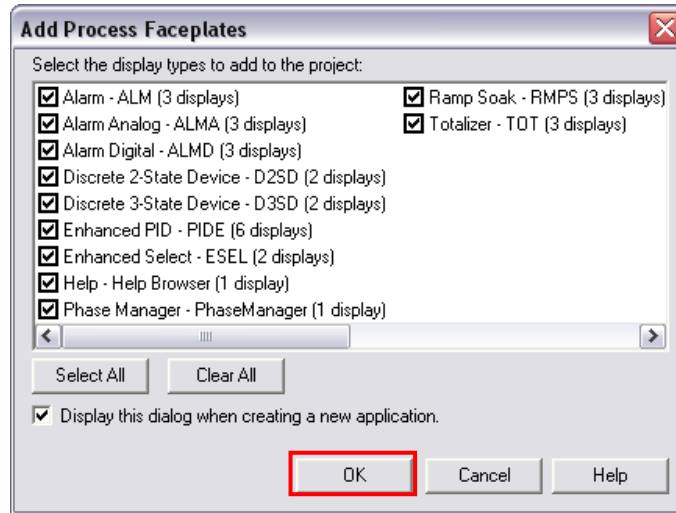 Add Process Faceplates
Select the display types to add to the project:
Alarm - ALM (3 displays)
Alarm Analog - ALMA (3 displays)
Alarm Digital - ALMD (3 displays)
Discrete 2-State Device - D2SD (2 displays)
Discrete 3-State Device - D3SD (2 displays)
Enhanced PID - PIDE (6 displays)
Enhanced Select - ESEL (2 displays)
Help - Help Browser (1 display)
Phase Manager - PhaseManager (1 display)
Ramp Soak - RMPS (3 displays)
Totalizer - TOT (3 displays)
Select All
Clear All
Display this dialog when creating a new application.
OK
Cancel
Help